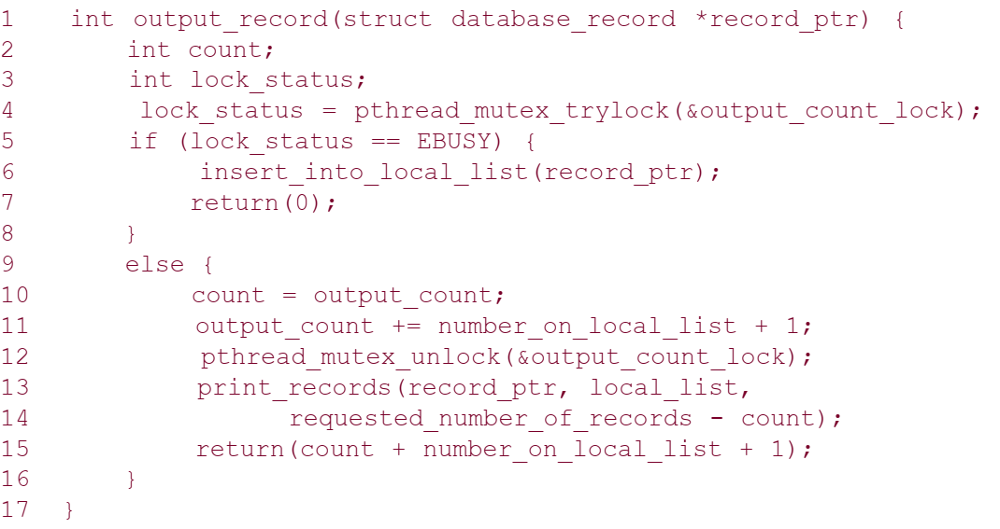 1 int output_record(struct database_record *record_ptr) {
2 int count;
3 int lock_status;
4 lock_status = pthread_mutex_trylock(&output_count_lock);
5 if (lock_status == EBUSY) {
6 insert_into_local_list(record_ptr);
7 return(0);
8 }
9 else {
10 count = output_count;
11 output_count += number_on_local_list + 1;
12 pthread_mutex_unlock(&output_count_lock);
13 print_records(record_ptr, local_list,
14 requested_number_of_records - count);
15 return(count + number_on_local_list + 1);
16 }
17 }